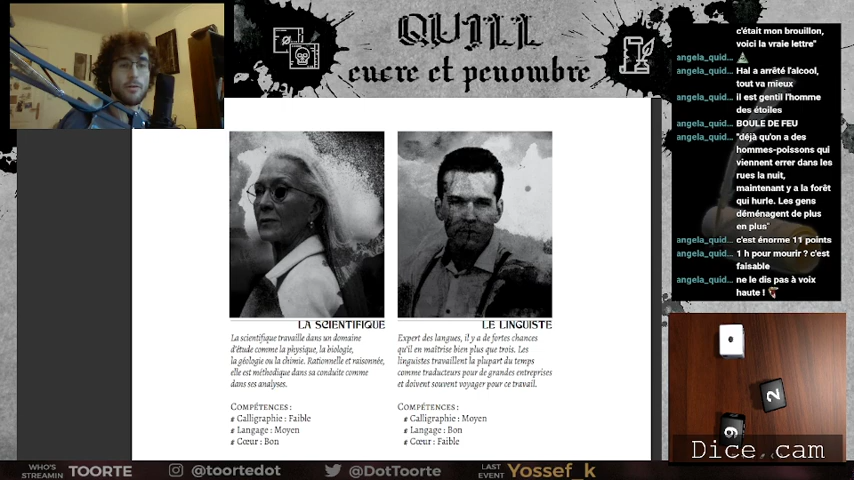 QUILL
encre et penombre
LA SCIENTIFIQUE
La scientifique travaille dans un domaine
d'étude comme la physique, la biologie,
la géologie ou la chimie. Rationnelle et raisonnée,
elle est méthodique dans sa conduite comme
dans ses analyses.
Compétences :
Calligraphie : Faible
Langage : Moyen
Cœur : Bon
LE LINGUISTE
Expert des langues, il y a de fortes chances
qu'il en maîtrise bien plus que trois. Les
linguistes travaillent la plupart du temps
comme traducteurs pour de grandes entreprises
et doivent souvent voyager pour ce travail.
Compétences :
Calligraphie : Moyen
Langage : Bon
Cœur : Faible
c'était mon brouillon,
voici la vraie lettre"
angela_quid...
angela_quid... Hal a arrêté l'alcool,
tout va mieux
angela_quid... il est gentil l'homme
des étoiles
angela_quid... BOULE DE FEU
angela_quid... "déjà qu'on a des
hommes-poissons qui
viennent errer dans les
rues la nuit,
maintenant y a la forêt
qui hurle. Les gens
déménagent de plus
en plus"
angela_quid... c'est énorme 11 points
angela_quid... 1 h pour mourir ? c'est
faisable
angela_quid... ne le dis pas à voix
haute !
2
9
Dice.cam
WHO'S
STREAMIN
TOORTE
@toortedot
@DotToorte
LAST
EVENT
Yossef_k